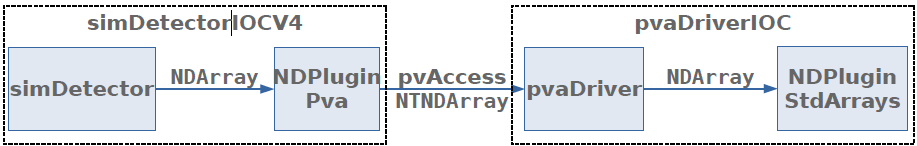 simDetectorIOCV4
pvaDriverIOC
simDetector
NDArray
NDPlugin
Pva
pvAccess
NTNDArray
pvaDriver
NDArray
NDPlugin
StdArrays